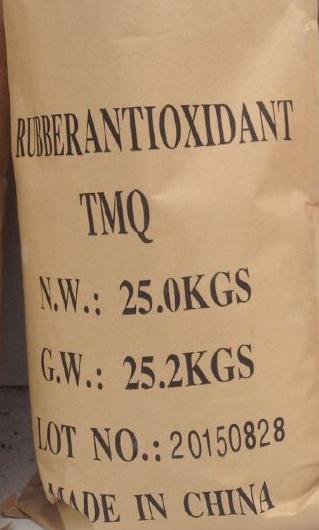 RUBBERANTIOXIDANT
TMQ
N.W.: 25.0KGS
G.W.: 25.2KGS
LOT NO.: 20150828
MADE IN CHINA